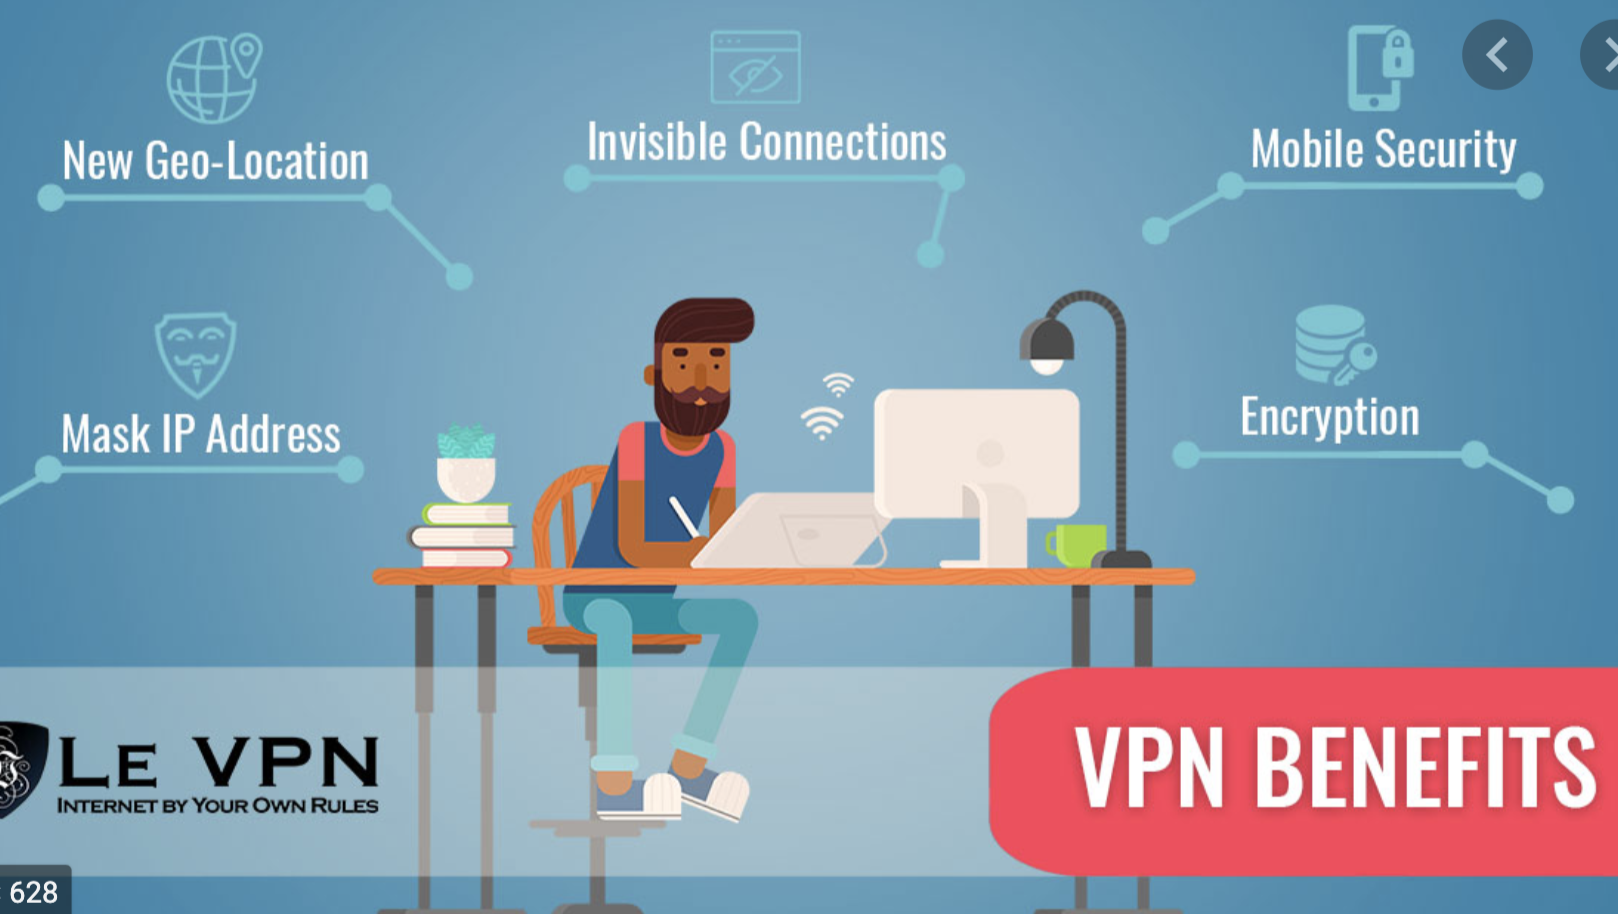 New Geo-Location
Invisible Connections
Mobile Security
Mask IP Address
Encryption
LE VPN
INTERNET BY YOUR OWN RULES
VPN BENEFITS
628